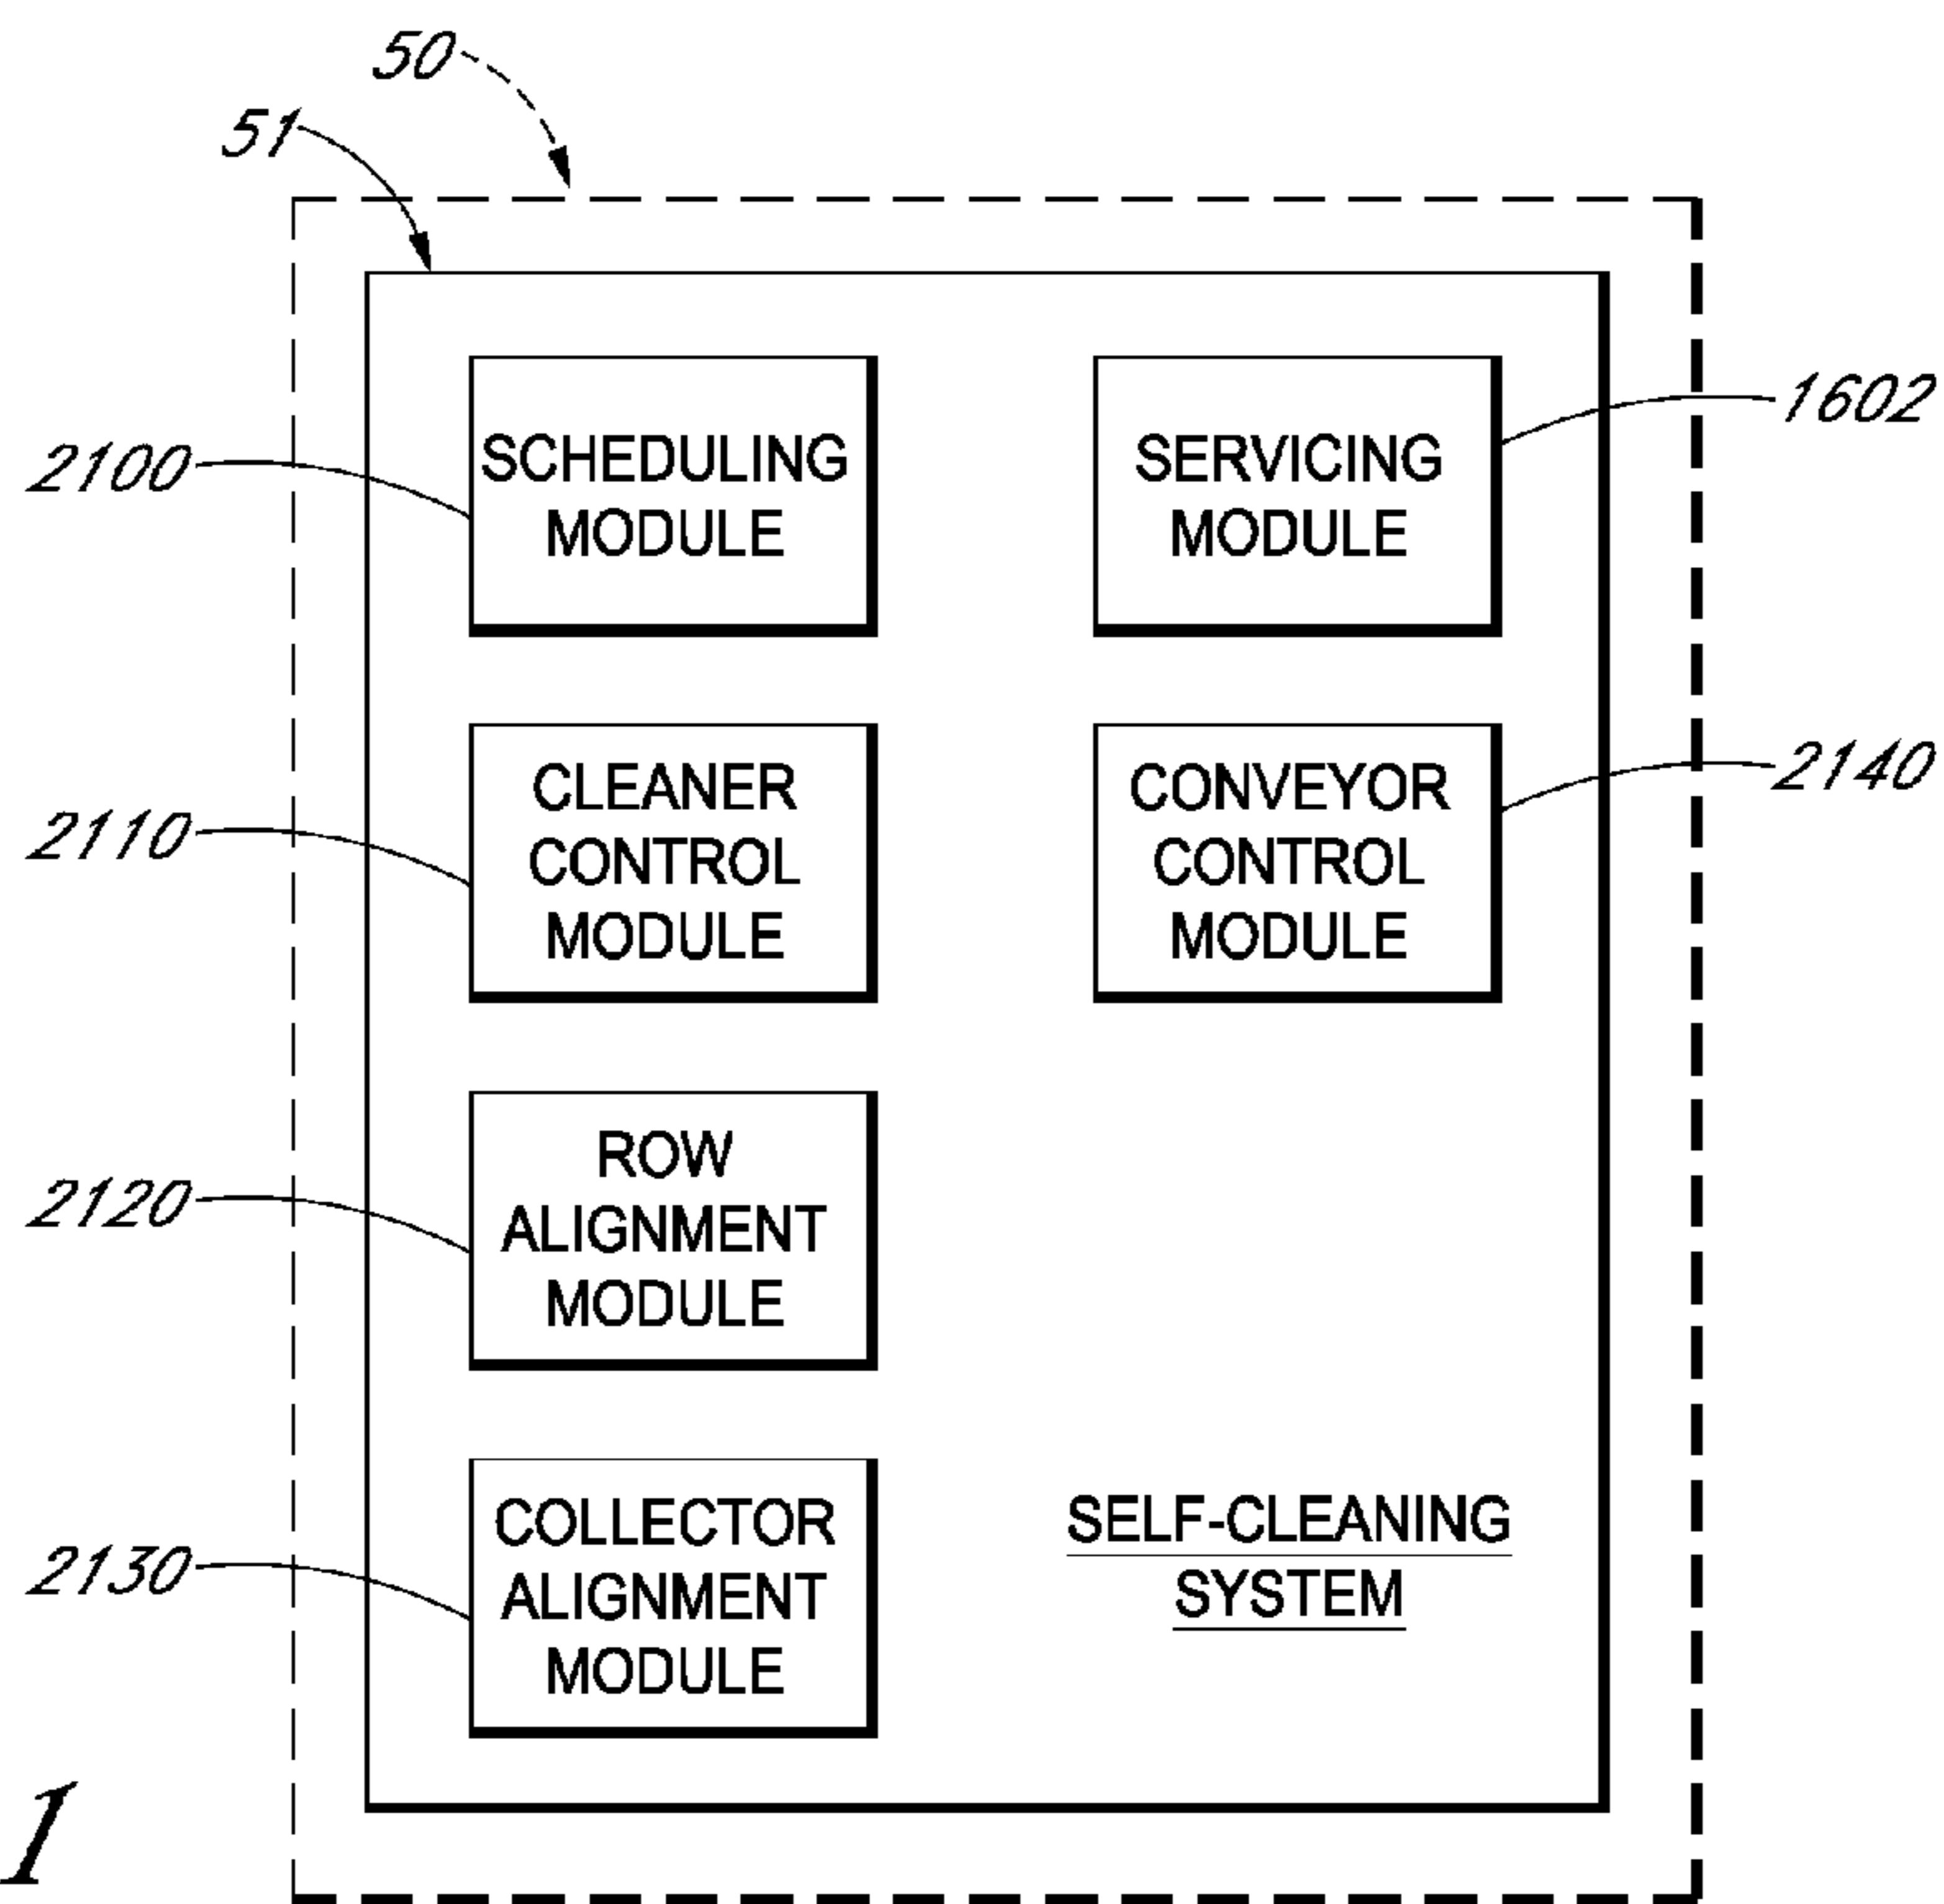 50
51
SCHEDULING
MODULE
2100
SERVICING
MODULE
1602
CLEANER
CONTROL
MODULE
2110
CONVEYOR
CONTROL
MODULE
2140
ROW
ALIGNMENT
MODULE
2120
COLLECTOR
ALIGNMENT
MODULE
2130
SELF-CLEANING
SYSTEM
1